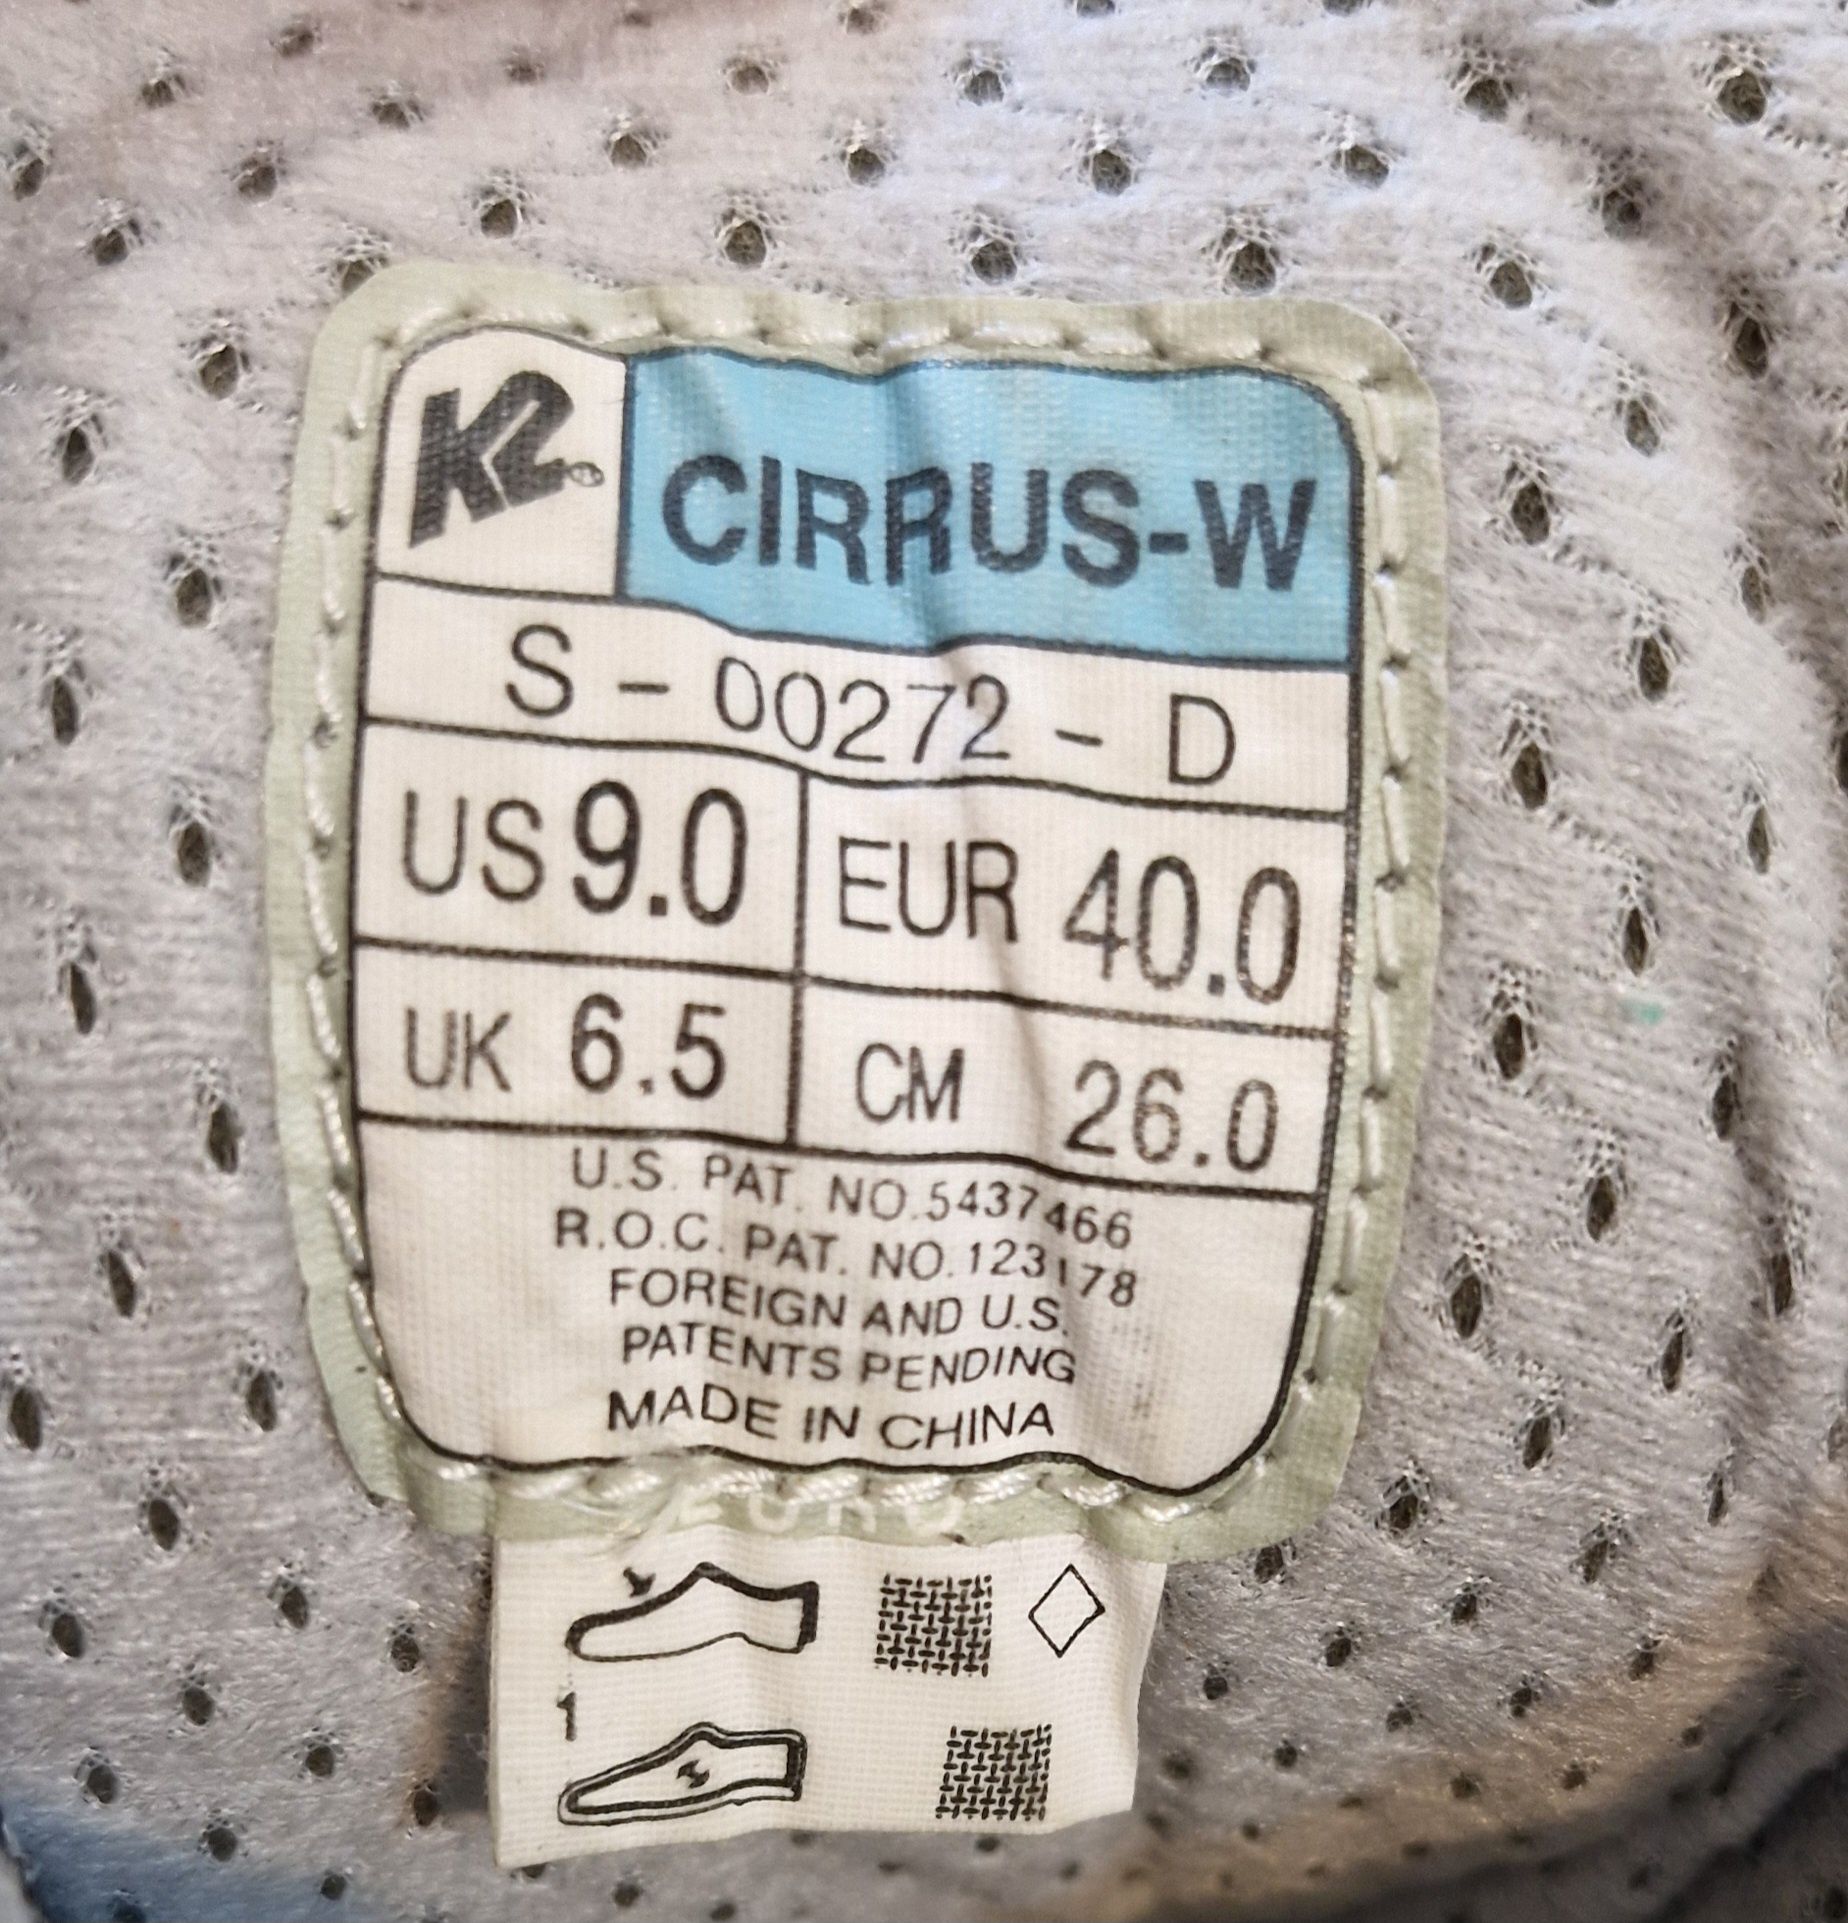 K2® CIRRUS-W
S - 00272 - D
US 9.0 EUR 40.0
UK 6.5 CM 26.0
U.S. PAT. NO.5437466
R.O.C. PAT. NO.123178
FOREIGN AND U.S.
PATENTS PENDING
MADE IN CHINA
1